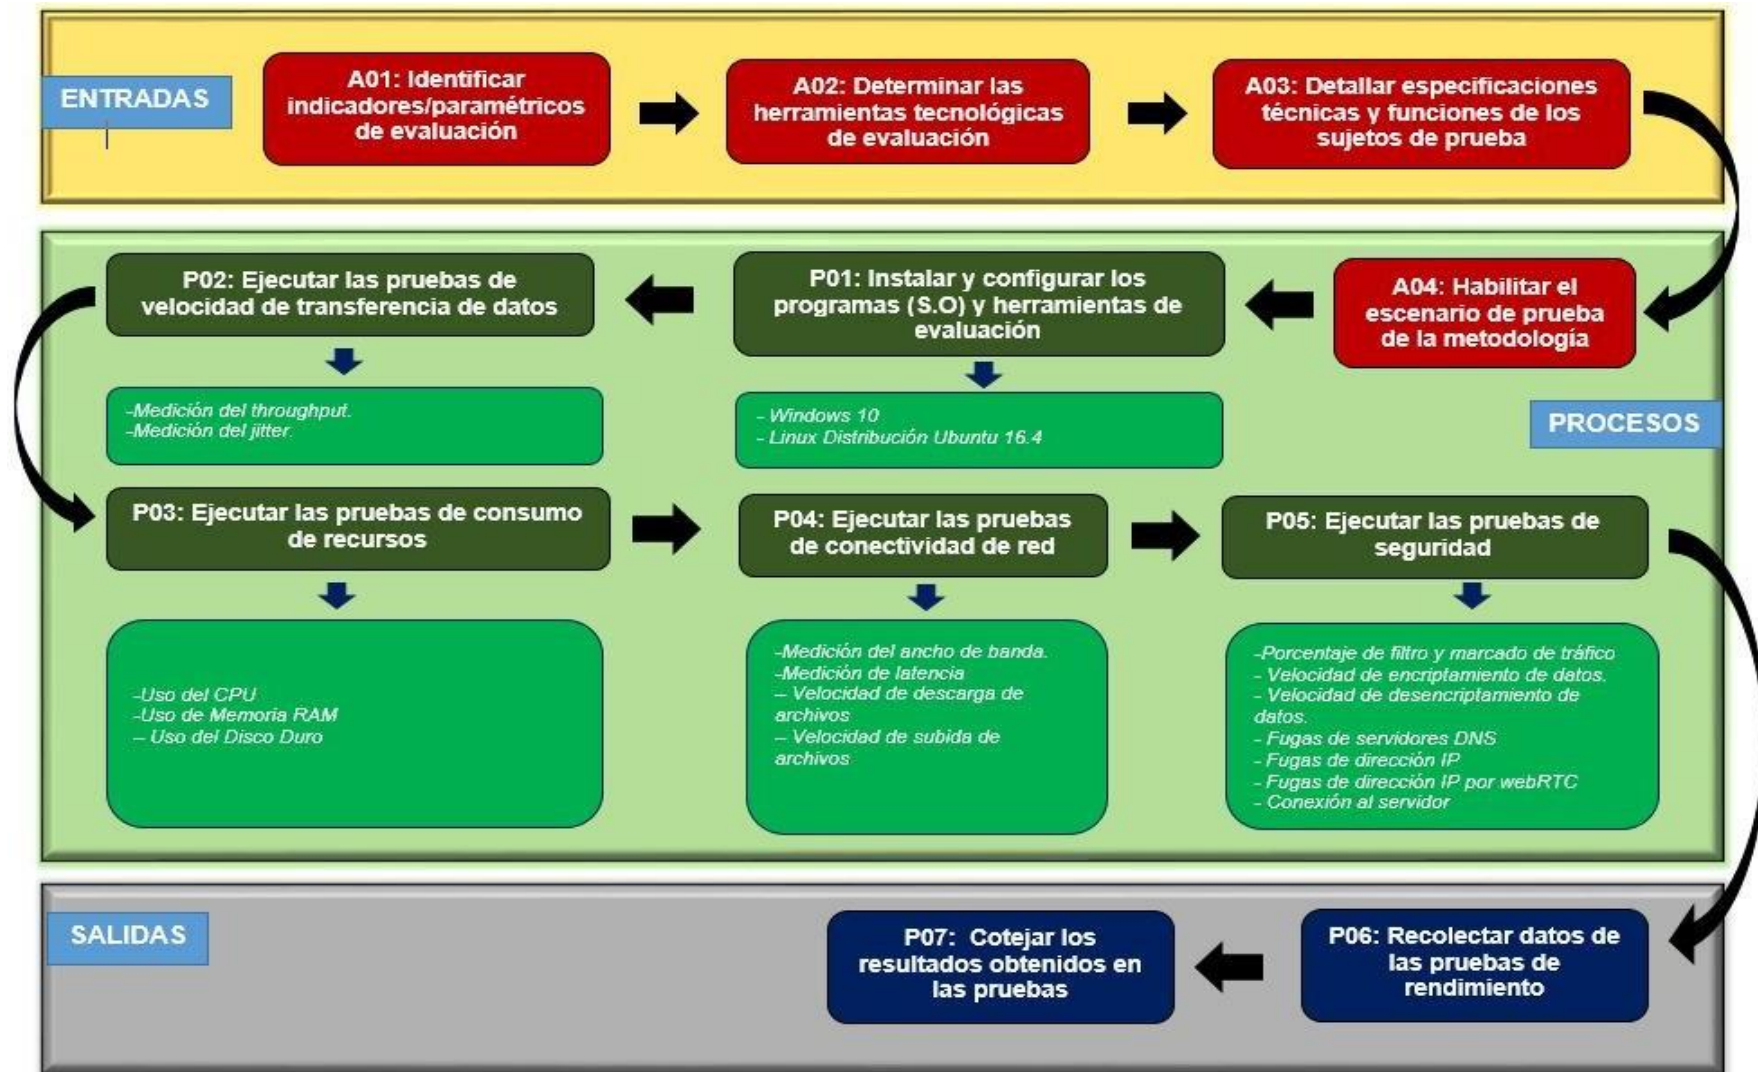 ENTRADAS
A01: Identificar
indicadores/paramétricos
de evaluación
A02: Determinar las
herramientas tecnológicas
de evaluación
A03: Detallar especificaciones
técnicas y funciones de los
sujetos de prueba
P02: Ejecutar las pruebas de
velocidad de transferencia de datos
P01: Instalar y configurar los
programas (S.O) y herramientas de
evaluación
A04: Habilitar el
escenario de prueba
de la metodología
-Medición del throughput.
-Medición del jitter.
- Windows 10
- Linux Distribución Ubuntu 16.4
PROCESOS
P03: Ejecutar las pruebas de consumo
de recursos
P04: Ejecutar las pruebas
de conectividad de red
P05: Ejecutar las pruebas de
seguridad
-Uso del CPU
-Uso de Memoria RAM
– Uso del Disco Duro
-Medición del ancho de banda.
-Medición de latencia
– Velocidad de descarga de
archivos
– Velocidad de subida de
archivos
-Porcentaje de filtro y marcado de tráfico
- Velocidad de encriptamiento de datos.
- Velocidad de desencriptamiento de
datos.
- Fugas de servidores DNS
- Fugas de dirección IP
- Fugas de dirección IP por webRTC
- Conexión al servidor
SALIDAS
P07: Cotejar los
resultados obtenidos en
las pruebas
P06: Recolectar datos de
las pruebas de
rendimiento